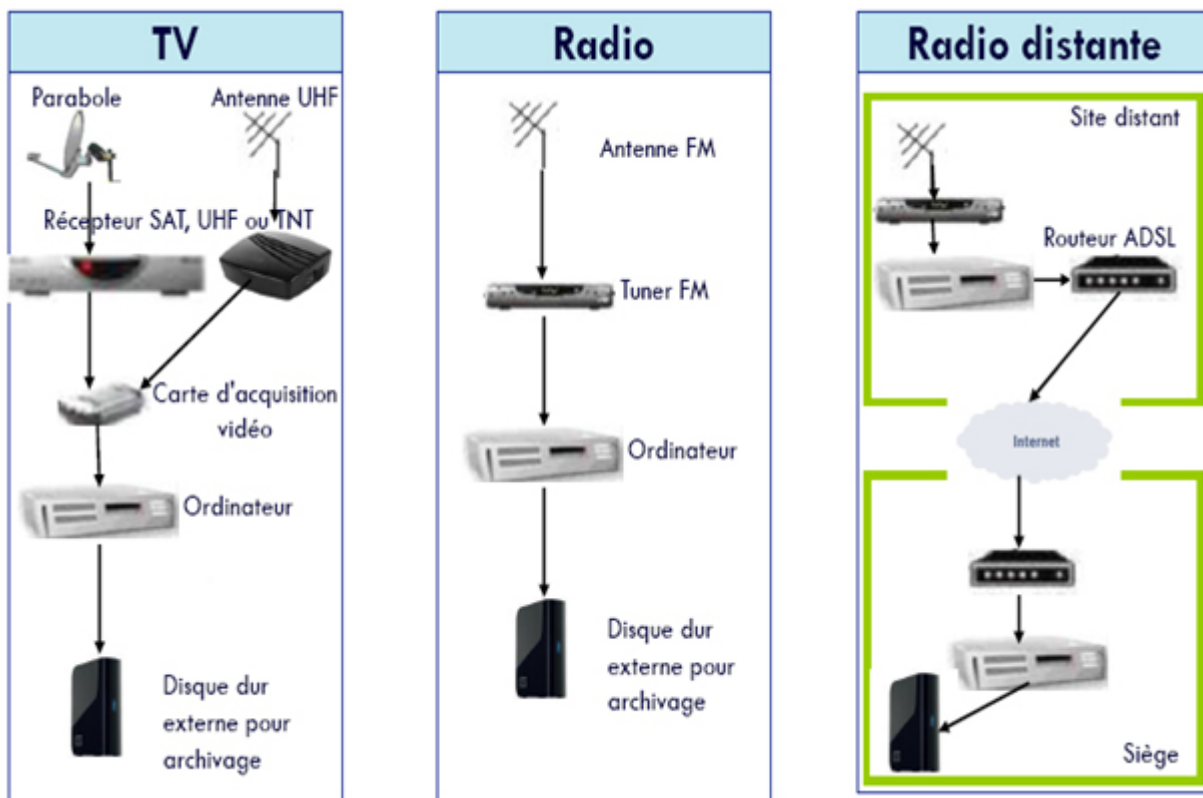 TV
Parabole
Antenne UHF
Récepteur SAT, UHF ou TNT
Carte d'acquisition
vidéo
Ordinateur
Disque dur
externe pour
archivage
Radio
Antenne FM
Tuner FM
Ordinateur
Disque dur
externe pour
archivage
Radio distante
Site distant
Routeur ADSL
Internet
Siège